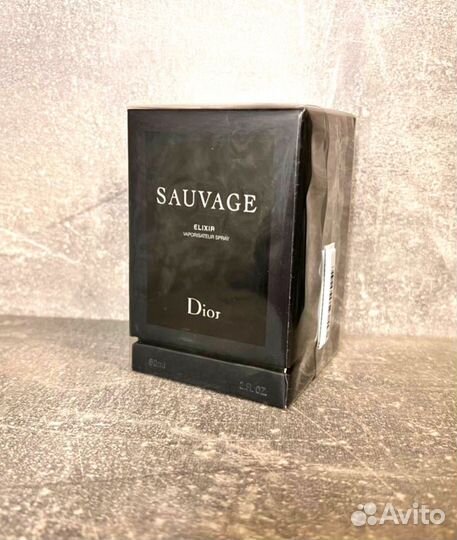 SAUVAGE
ELIXIR
VAPORISATEUR SPRAY
Dior
60ml 2 FL. OZ.
Avito